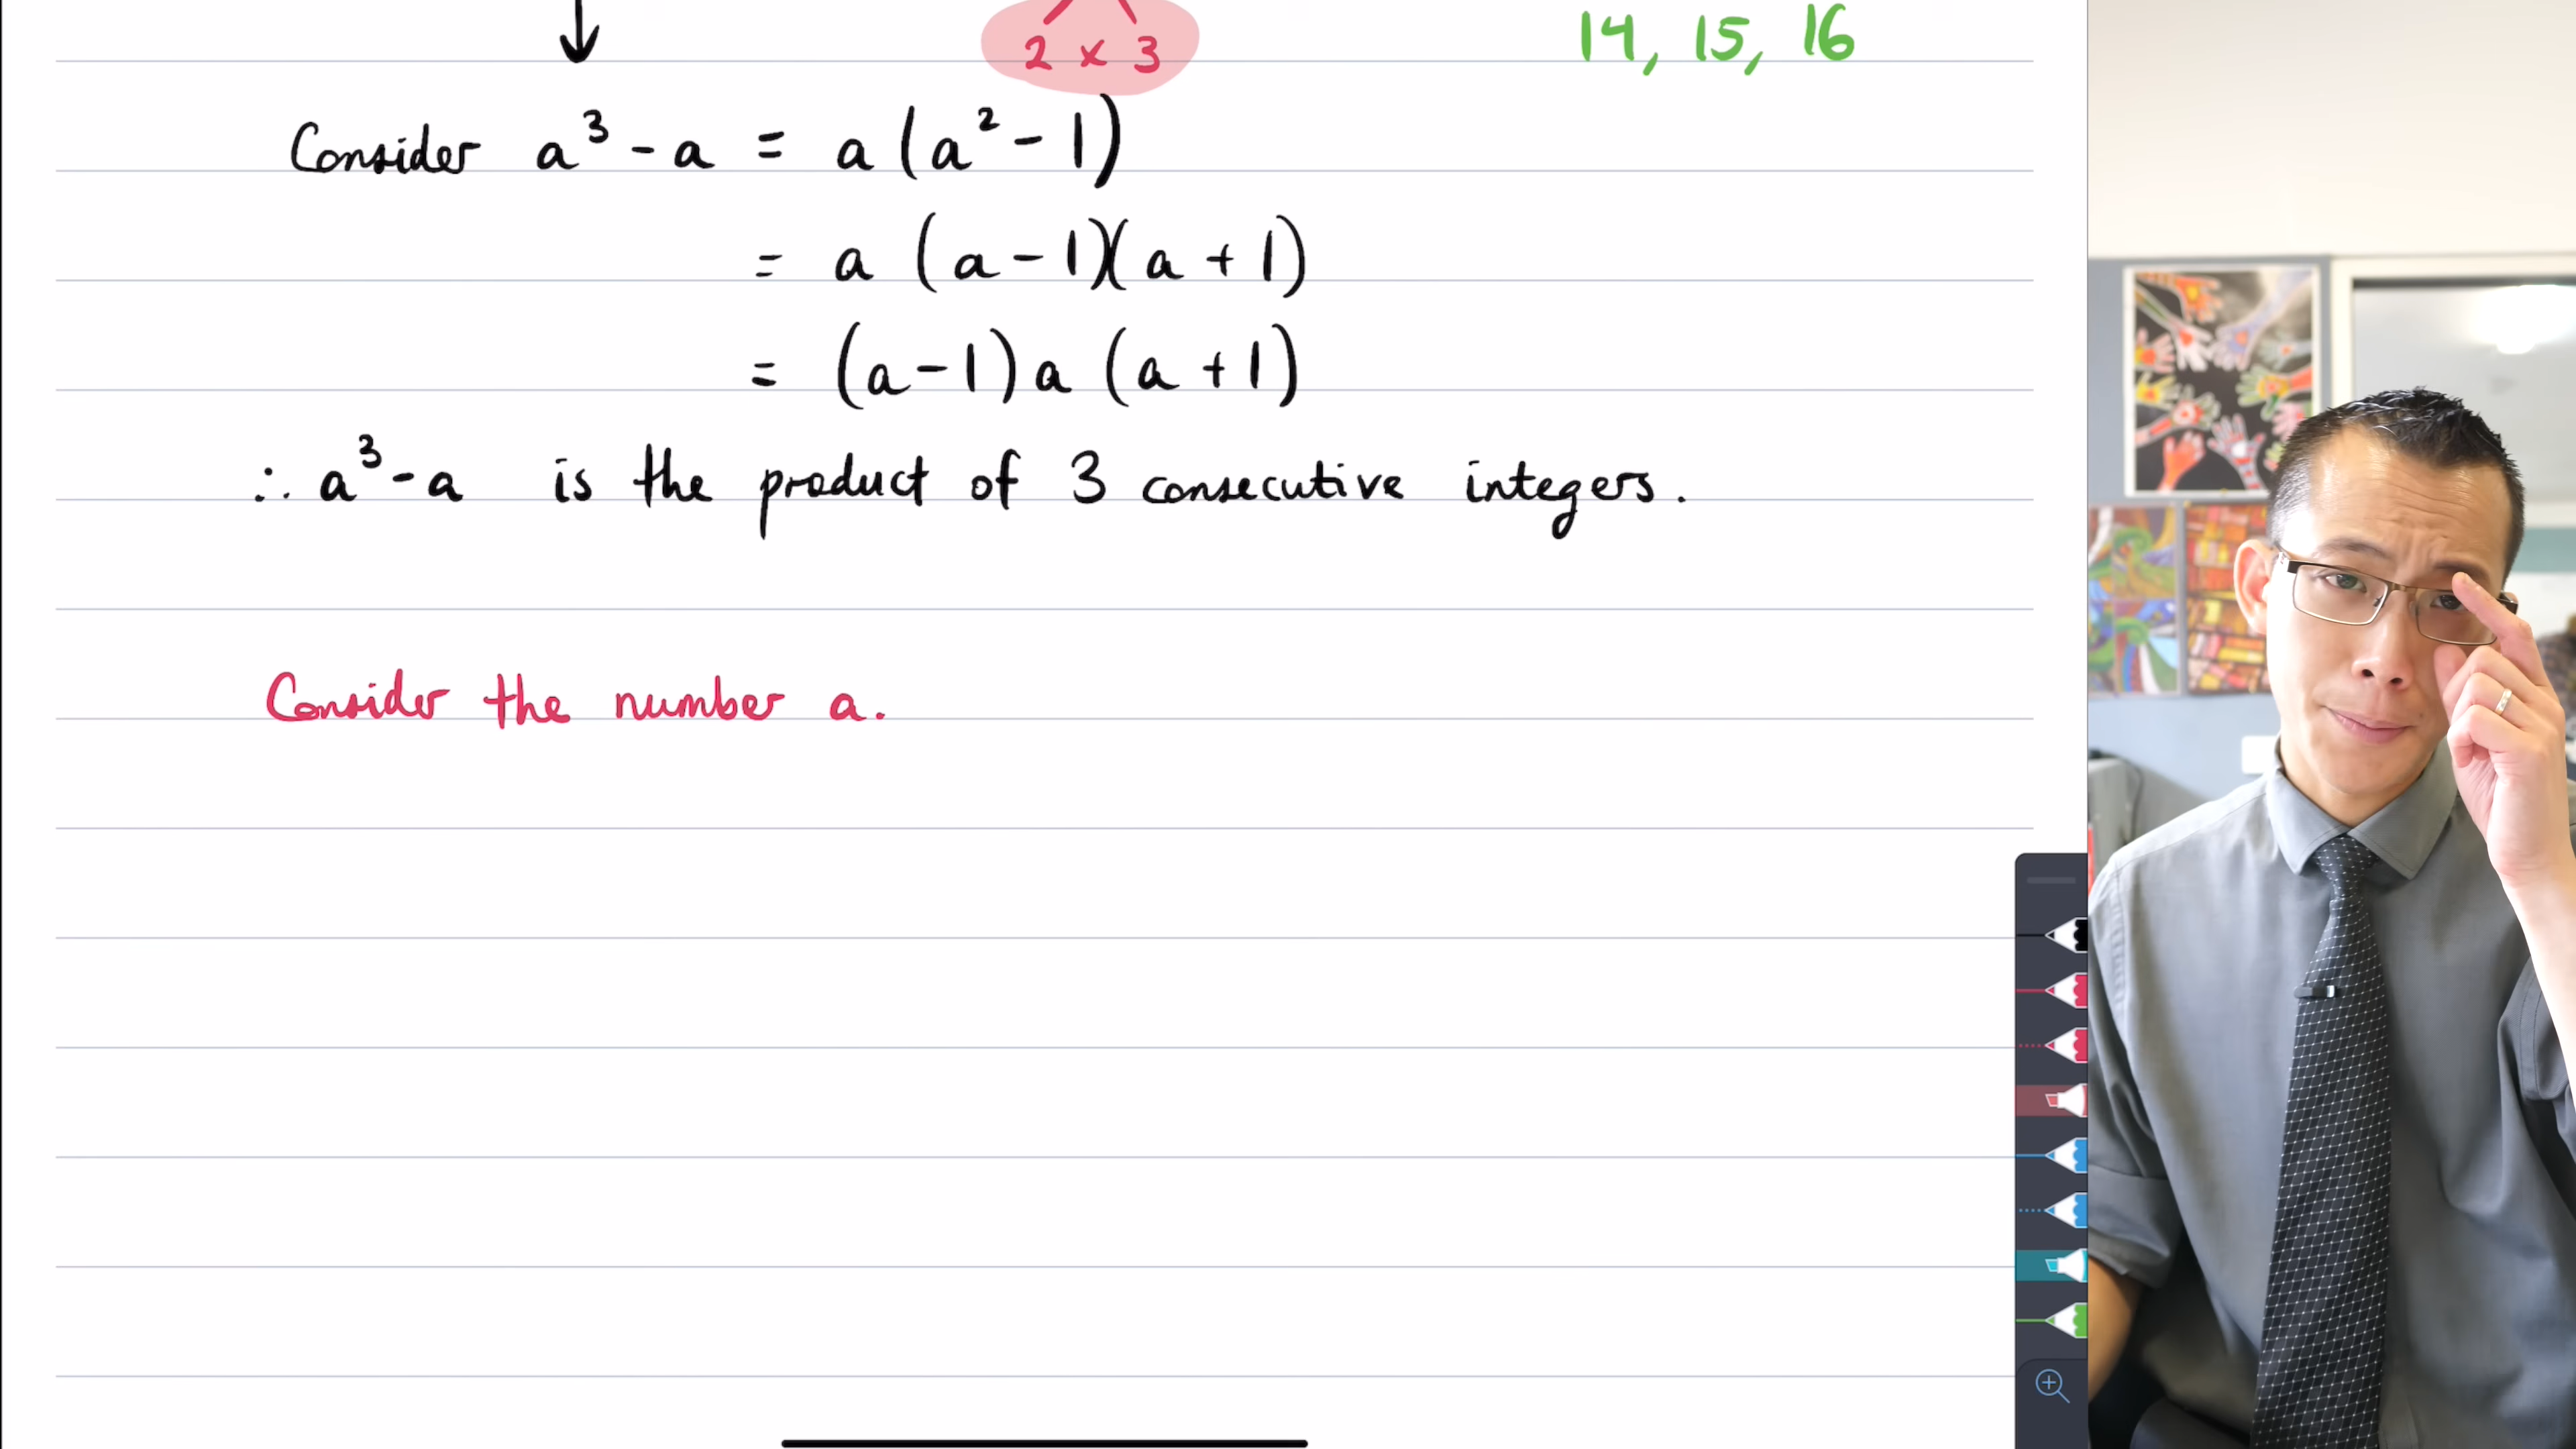 2 × 3
14, 15, 16
Consider a³ - a = a (a² - 1)
= a (a - 1)(a + 1)
= (a - 1) a (a + 1)
∴ a³ - a is the product of 3 consecutive integers.
Consider the number a.